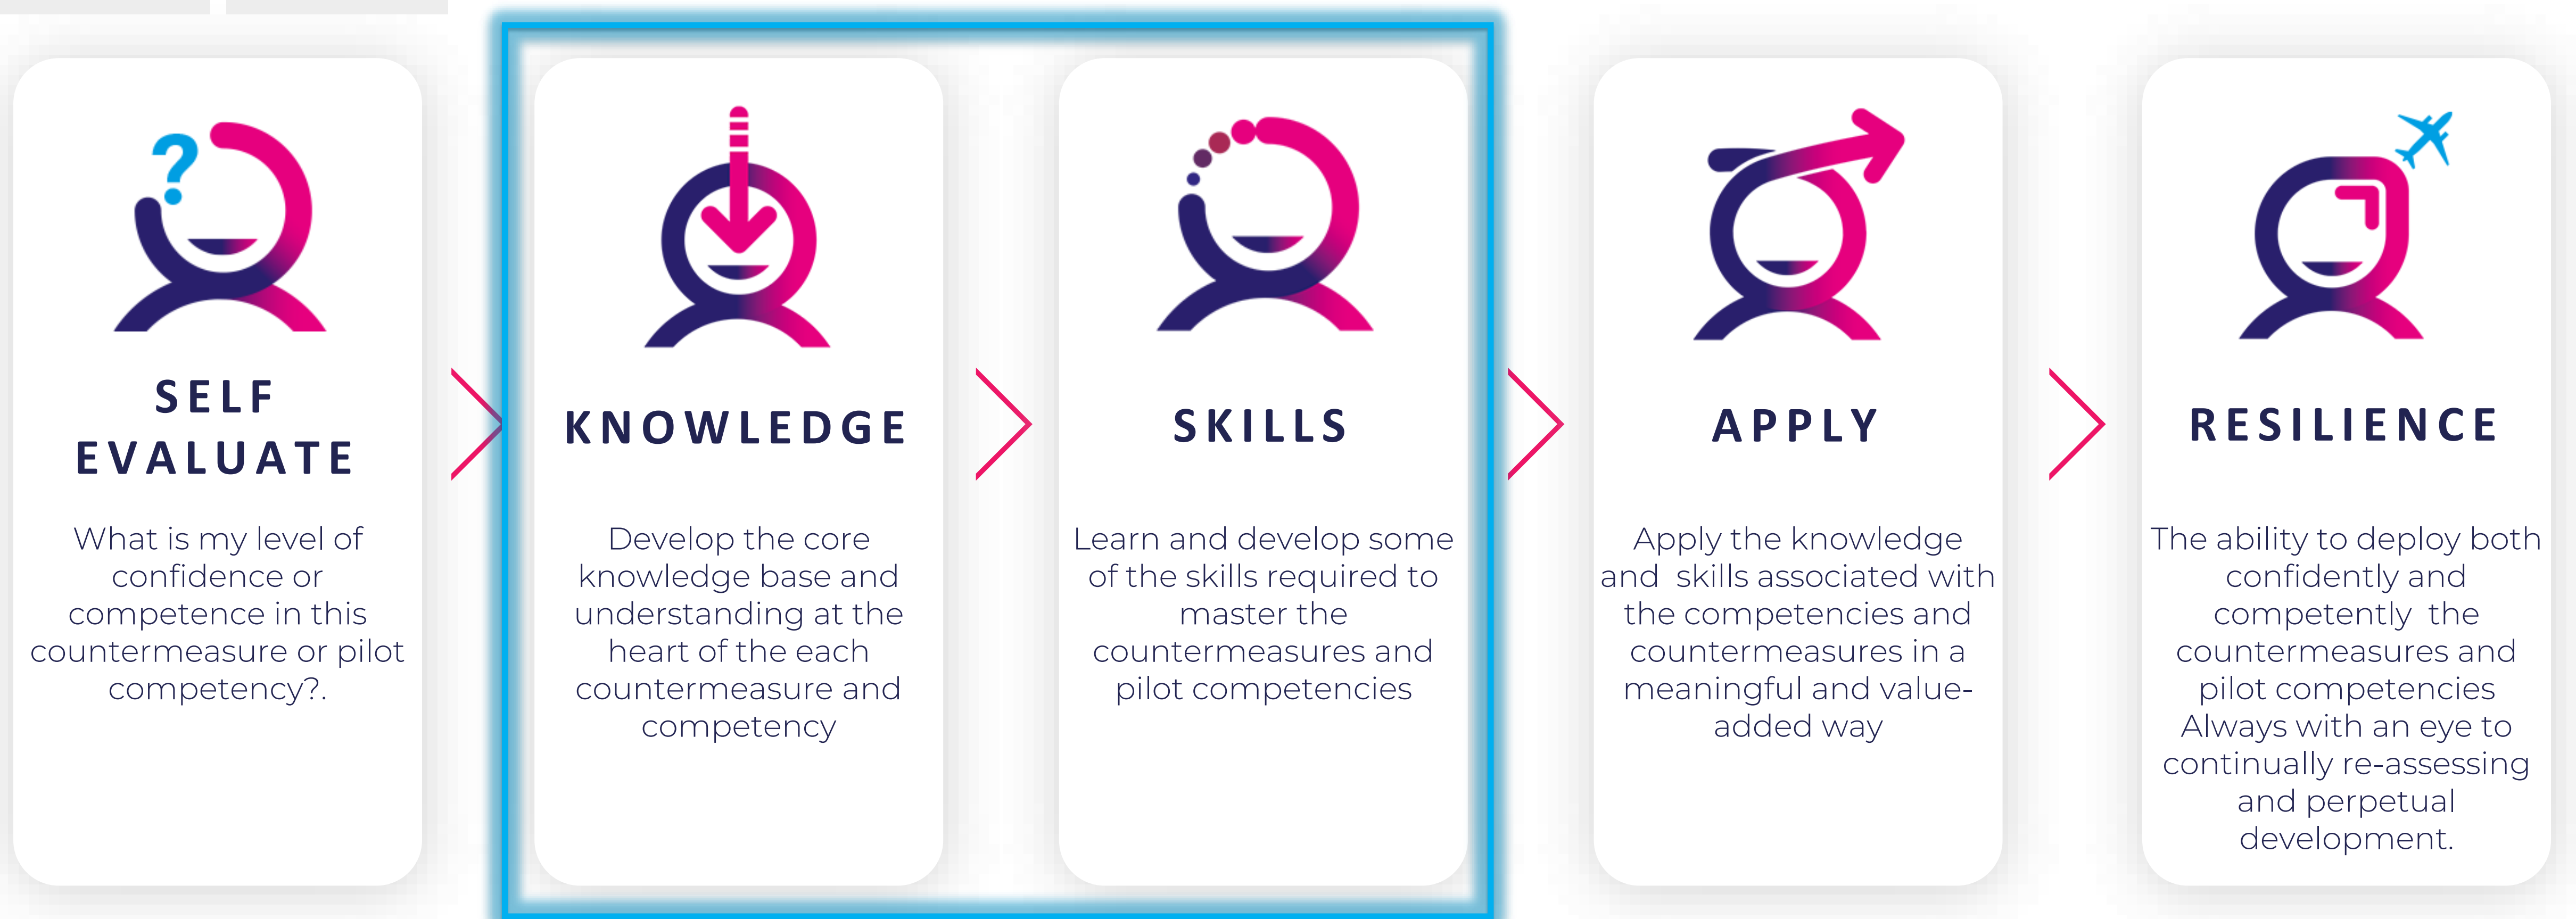 ?
SELF
EVALUATE
What is my level of
confidence or
competence in this
countermeasure or pilot
competency?.
KNOWLEDGE
Develop the core
knowledge base and
understanding at the
heart of the each
countermeasure and
competency
SKILLS
Learn and develop some
of the skills required to
master the
countermeasures and
pilot competencies
APPLY
Apply the knowledge
and  skills associated with
the competencies and
countermeasures in a
meaningful and value-
added way
RESILIENCE
The ability to deploy both
confidently and
competently  the
countermeasures and
pilot competencies
Always with an eye to
continually re-assessing
and perpetual
development.